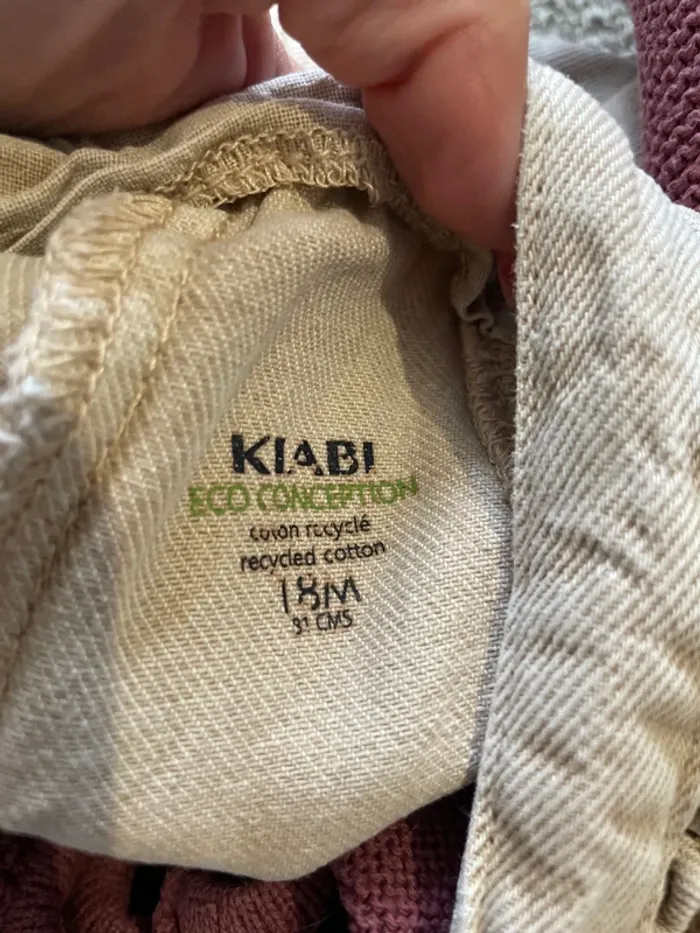 KIABI
ECO CONCEPTION
coton recyclé
recycled cotton
18M
81 CMS